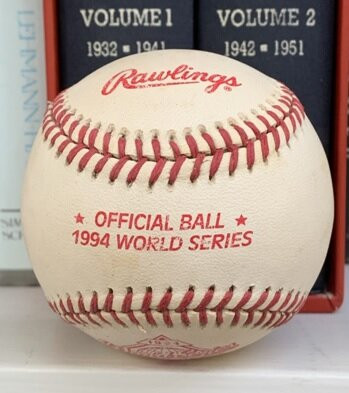 VOLUME 1
1932 · 1941
VOLUME 2
1942 · 1951
Rawlings
OFFICIAL BALL
1994 WORLD SERIES